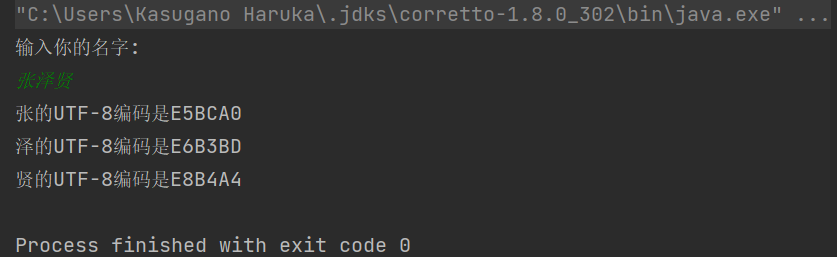 "C:\Users\Kasugano Haruka\.jdks\corretto-1.8.0_302\bin\java.exe" ...
输入你的名字:
张泽贤
张的UTF-8编码是E5BCA0
泽的UTF-8编码是E6B3BD
贤的UTF-8编码是E8B4A4
Process finished with exit code 0